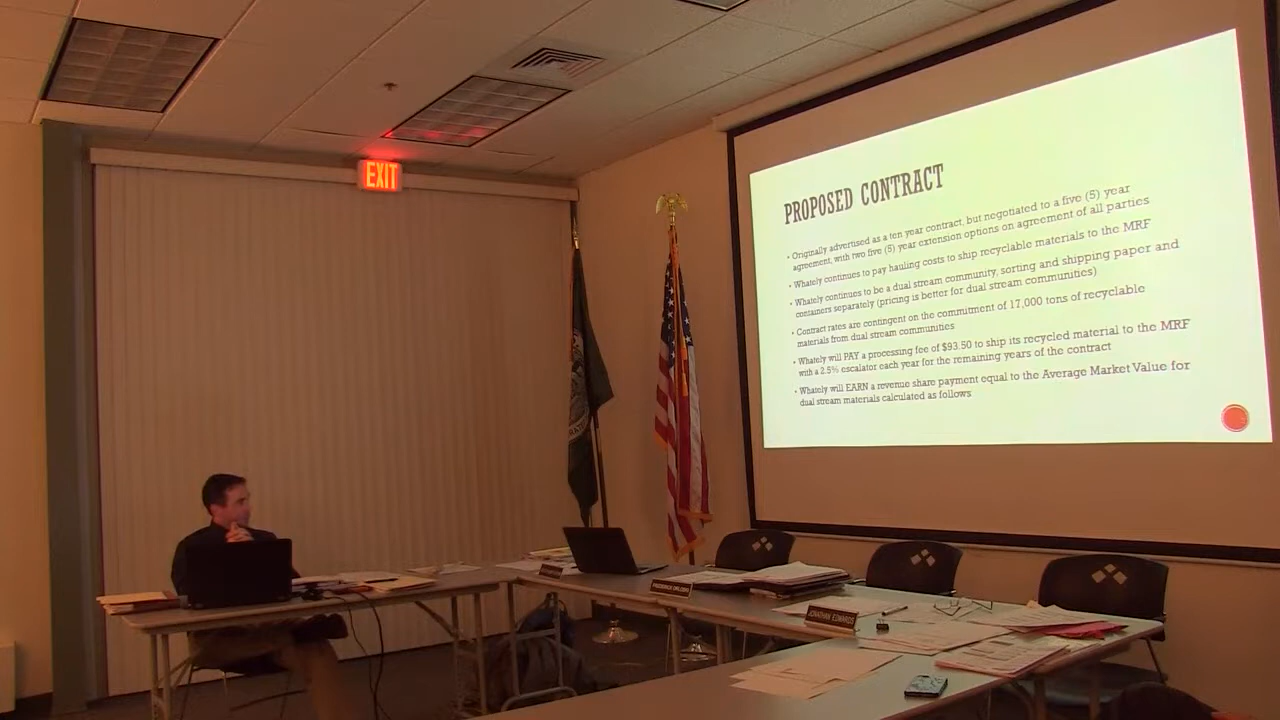 EXIT
PROPOSED CONTRACT
• Originally advertised as a ten year contract, but negotiated to a five (5) year
agreement, with two five (5) year extension options on agreement of all parties
• Whately continues to pay hauling costs to ship recyclable materials to the MRF
• Whately continues to be a dual stream community, sorting and shipping paper and
containers separately (pricing is better for dual stream communities)
• Contract rates are contingent on the commitment of 17,000 tons of recyclable
materials from dual stream communities
• Whately will PAY a processing fee of $93.50 to ship its recycled material to the MRF
with a 2.5% escalator each year for the remaining years of the contract
• Whately will EARN a revenue share payment equal to the Average Market Value for
dual stream materials calculated as follows
FREDERICK ORLOSKI
JONATHAN EDWARDS